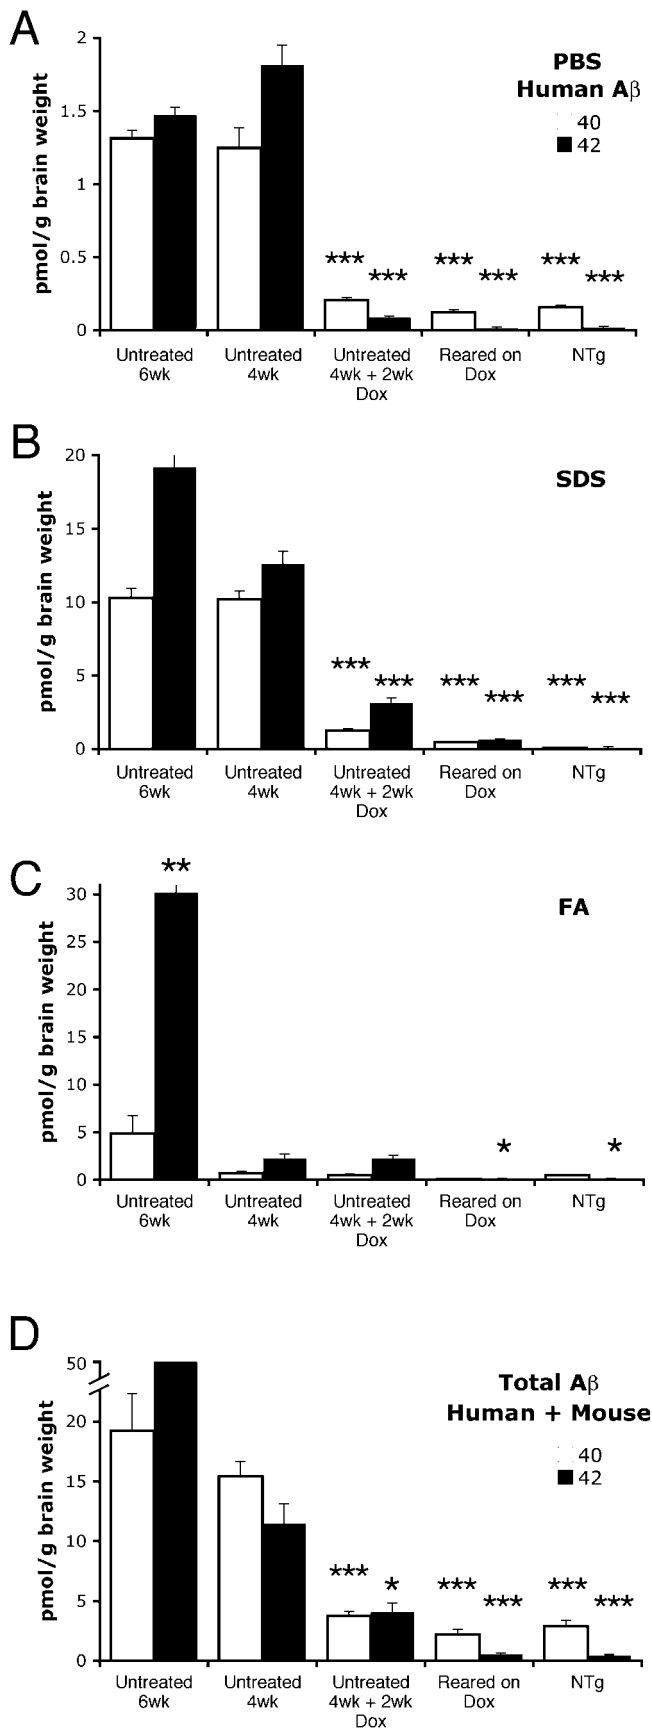 A
PBS
Human Aβ
40
42
pmol/g brain weight
2
1.5
1
0.5
0
***
***
***
***
***
***
Untreated 6wk
Untreated 4wk
Untreated 4wk + 2wk Dox
Reared on Dox
NTg
B
SDS
pmol/g brain weight
20
15
10
5
0
***
***
***
***
***
***
Untreated 6wk
Untreated 4wk
Untreated 4wk + 2wk Dox
Reared on Dox
NTg
C
FA
pmol/g brain weight
30
25
20
15
10
5
0
**
*
*
Untreated 6wk
Untreated 4wk
Untreated 4wk + 2wk Dox
Reared on Dox
NTg
D
Total Aβ
Human + Mouse
40
42
pmol/g brain weight
50
20
15
10
5
0
***
*
***
***
***
***
Untreated 6wk
Untreated 4wk
Untreated 4wk + 2wk Dox
Reared on Dox
NTg